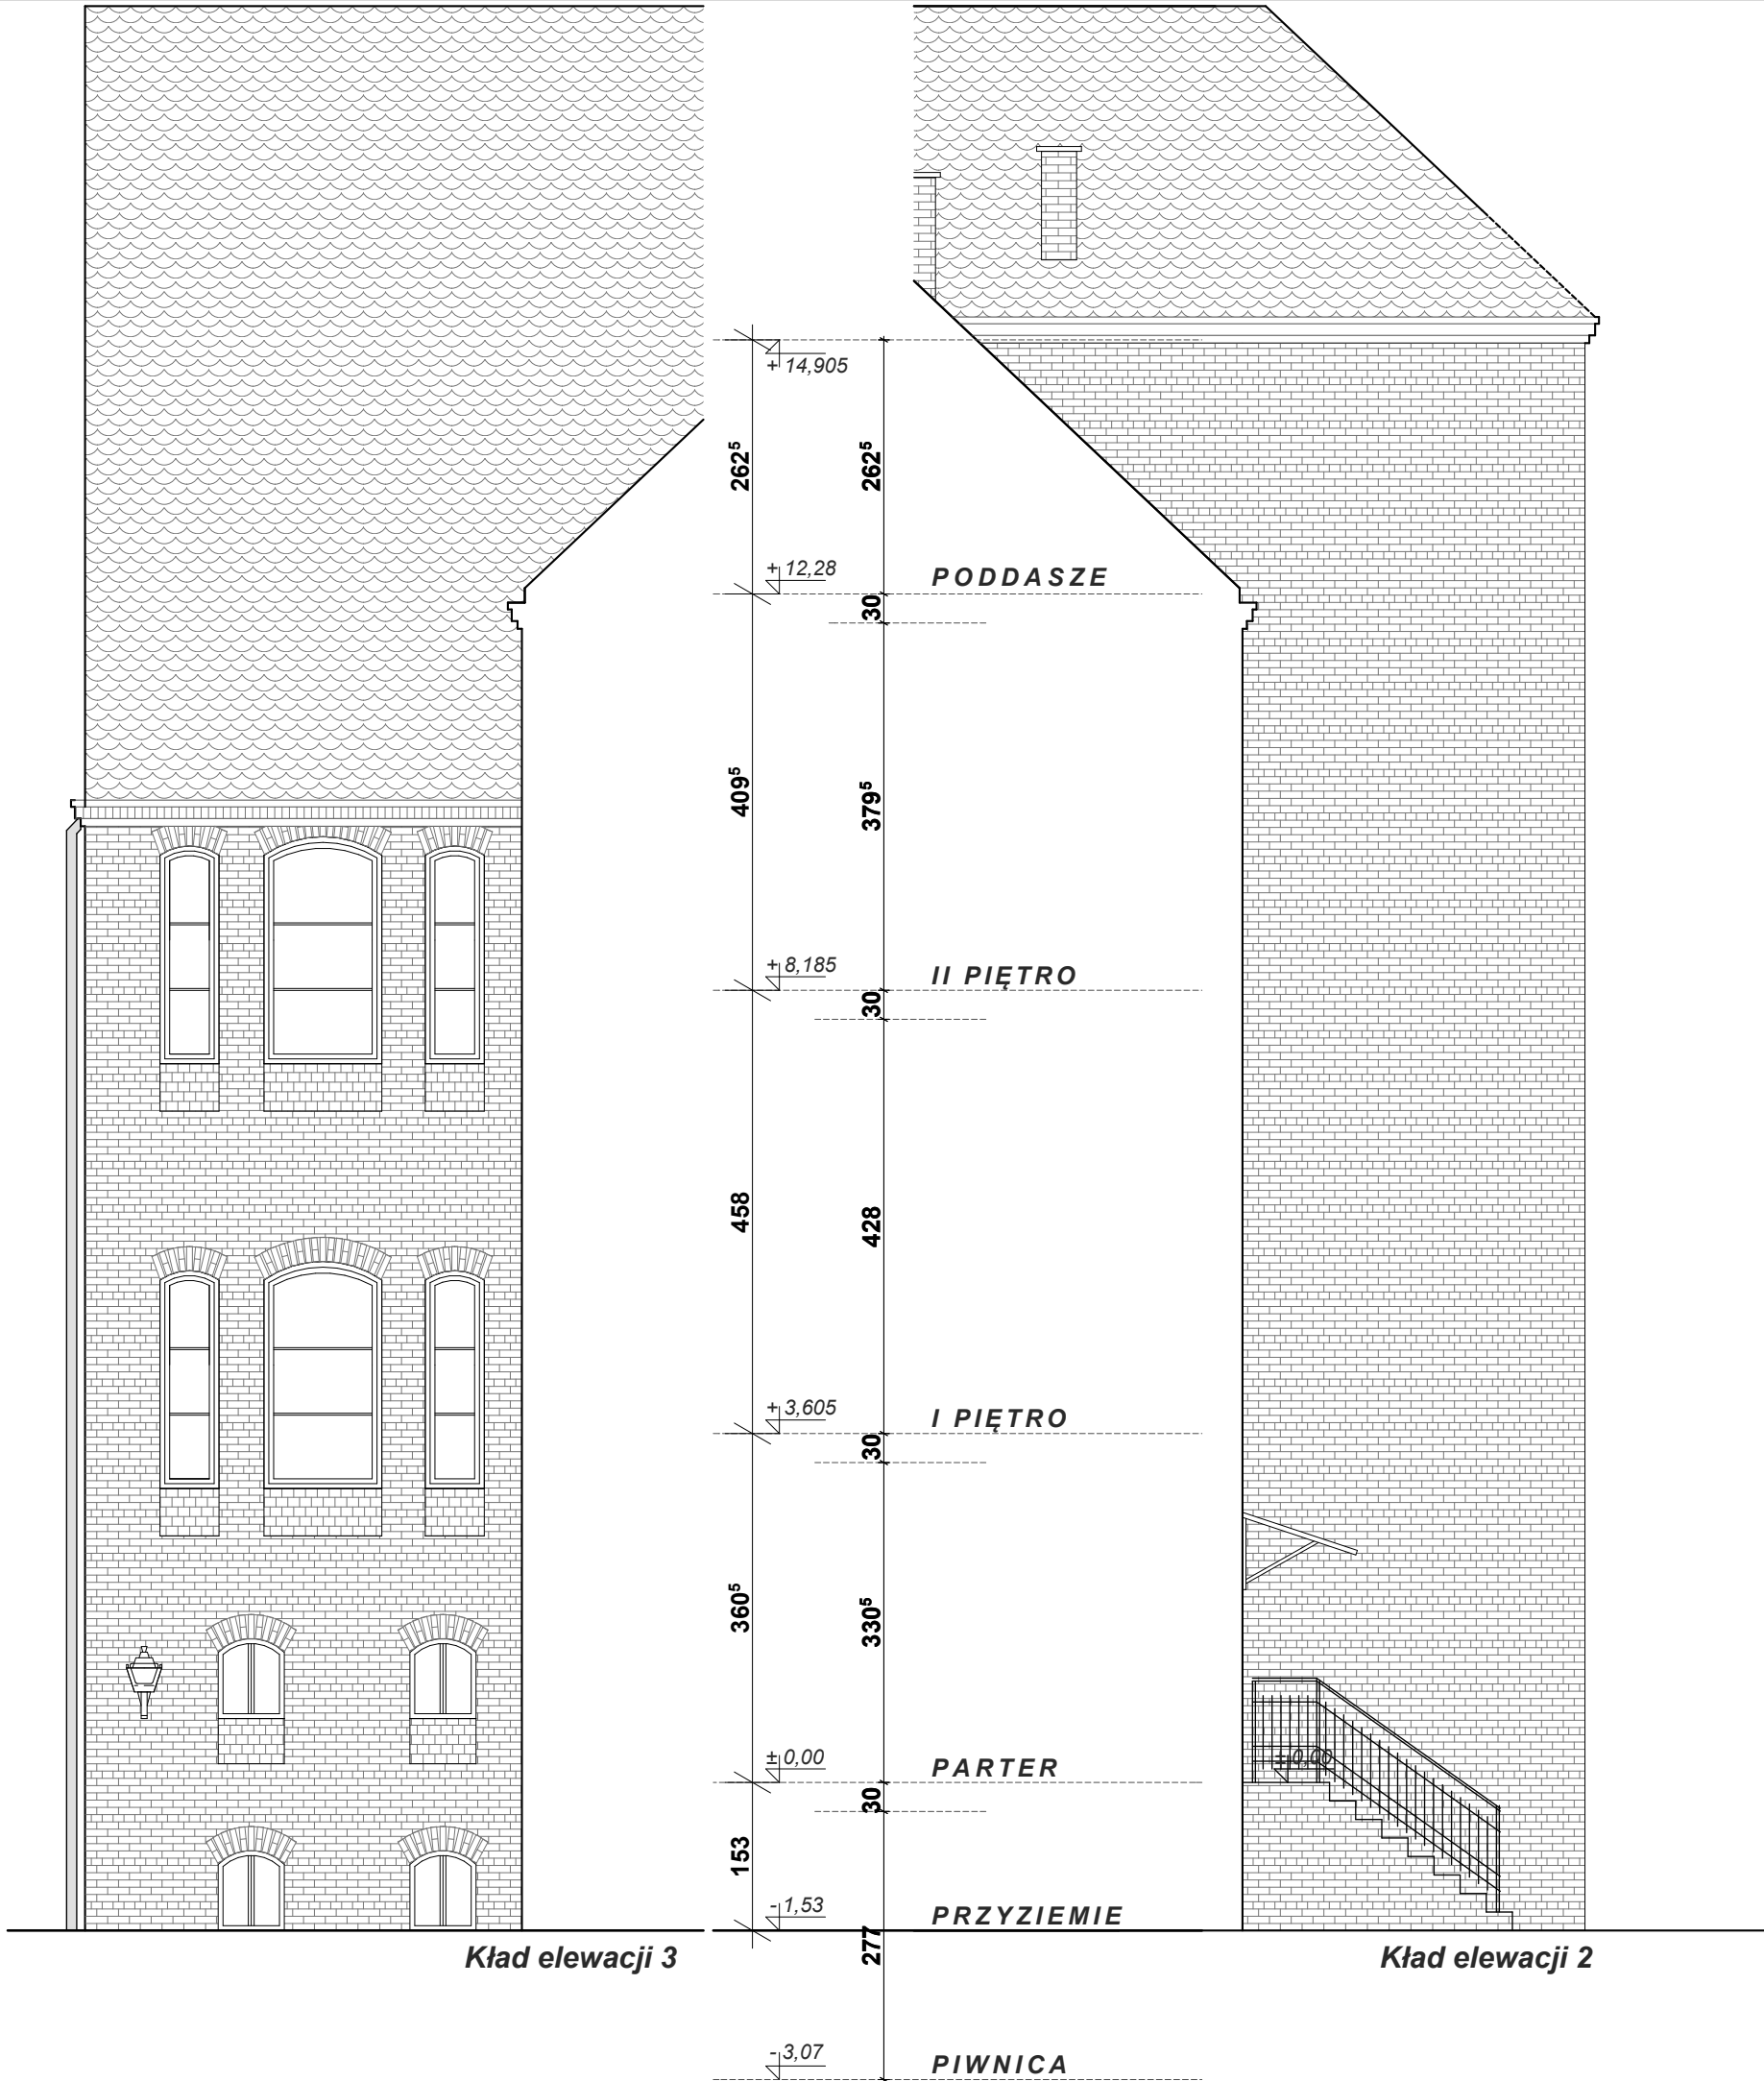 + 14,905
262⁵
262⁵
+ 12,28
PODDASZE
30
409⁵
379⁵
+ 8,185
II PIĘTRO
30
458
428
+ 3,605
I PIĘTRO
30
360⁵
330⁵
± 0,00
PARTER
± 0,00
30
153
- 1,53
PRZYZIEMIE
277
Kład elewacji 3
Kład elewacji 2
- 3,07
PIWNICA